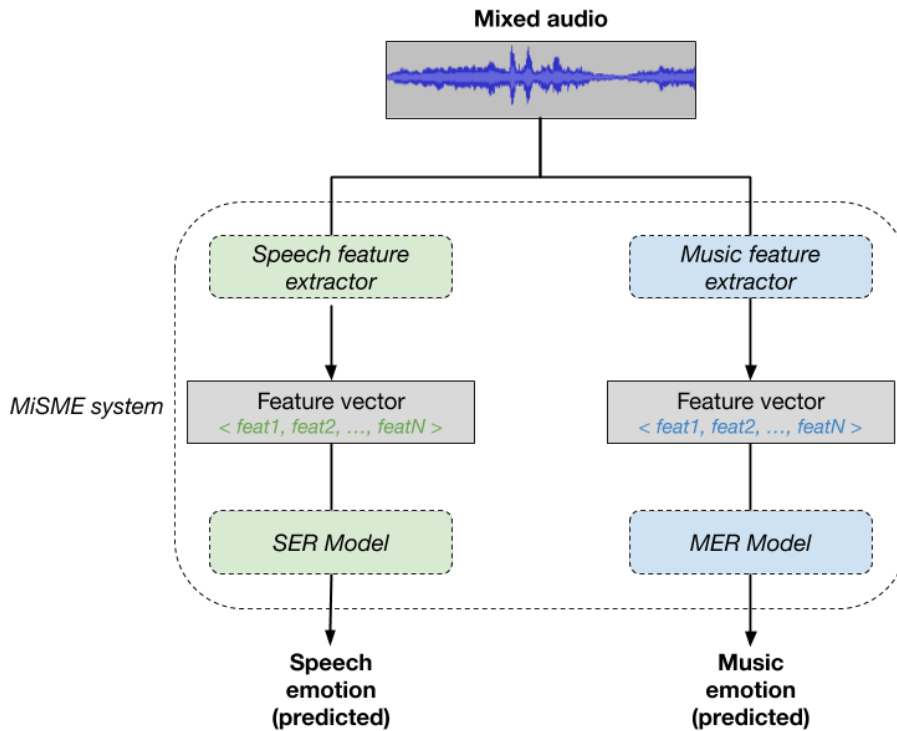 Mixed audio
Speech feature
extractor
Music feature
extractor
MiSME system
Feature vector
< feat1, feat2, …, featN >
Feature vector
< feat1, feat2, …, featN >
SER Model
MER Model
Speech
emotion
(predicted)
Music
emotion
(predicted)